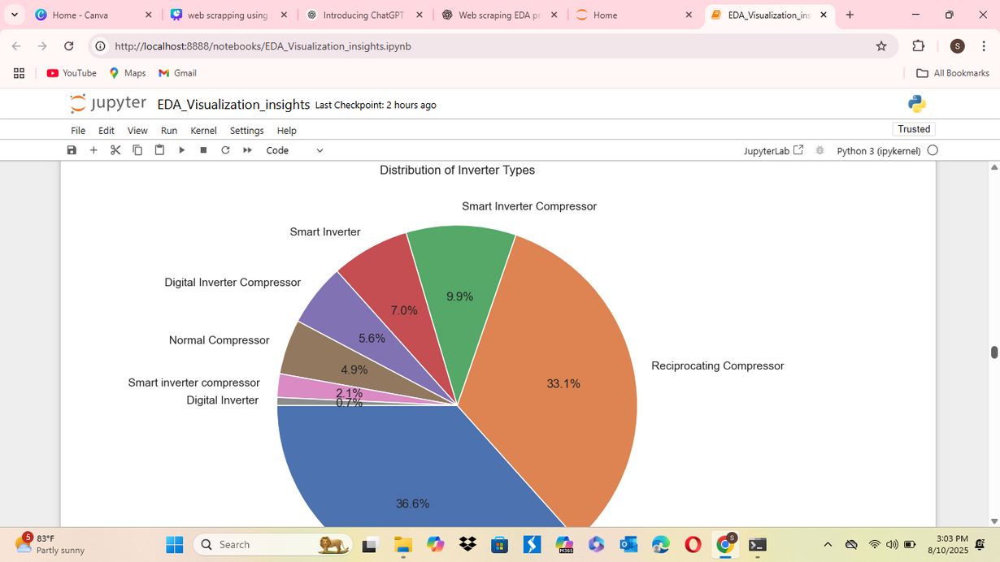 Home - Canva
web scrapping using
Introducing ChatGPT
Web scraping EDA pr
Home
EDA_Visualization_ins
http://localhost:8888/notebooks/EDA_Visualization_insights.ipynb
S
YouTube
Maps
Gmail
All Bookmarks
jupyter
EDA_Visualization_insights
Last Checkpoint: 2 hours ago
File
Edit
View
Run
Kernel
Settings
Help
Trusted
Code
JupyterLab
Python 3 (ipykernel)
Distribution of Inverter Types
Smart Inverter Compressor
Smart Inverter
Digital Inverter Compressor
9.9%
7.0%
5.6%
Normal Compressor
4.9%
Reciprocating Compressor
33.1%
Smart inverter compressor
2.1%
Digital Inverter
0.7%
36.6%
5
83°F
Partly sunny
Search
M365
S
3:03 PM
8/10/2025